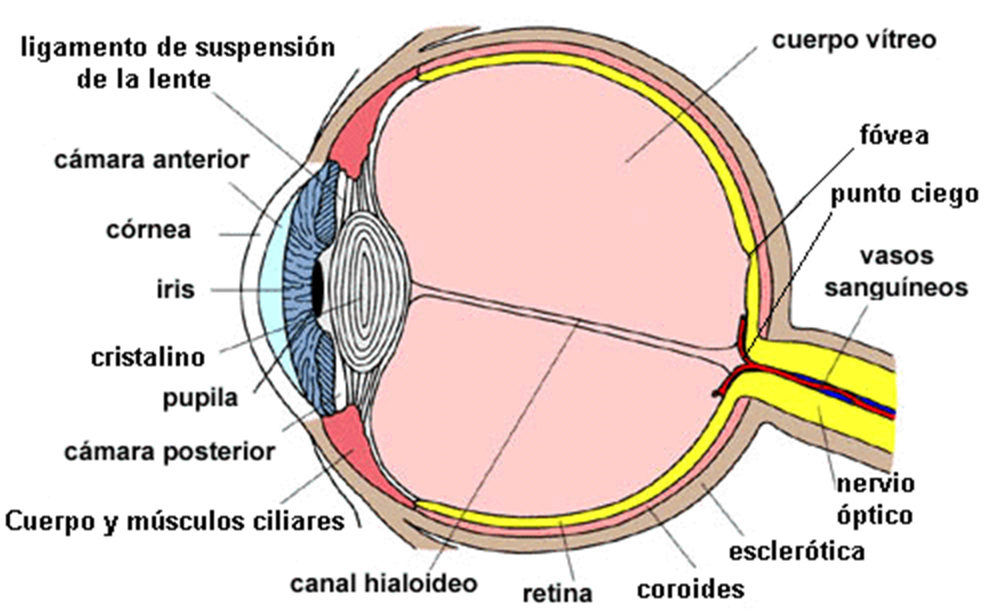 ligamento de suspensión
de la lente
cuerpo vítreo
fóvea
cámara anterior
punto ciego
córnea
vasos
sanguíneos
iris
cristalino
pupila
cámara posterior
nervio
óptico
Cuerpo y músculos ciliares
esclerótica
canal hialoideo
retina
coroides